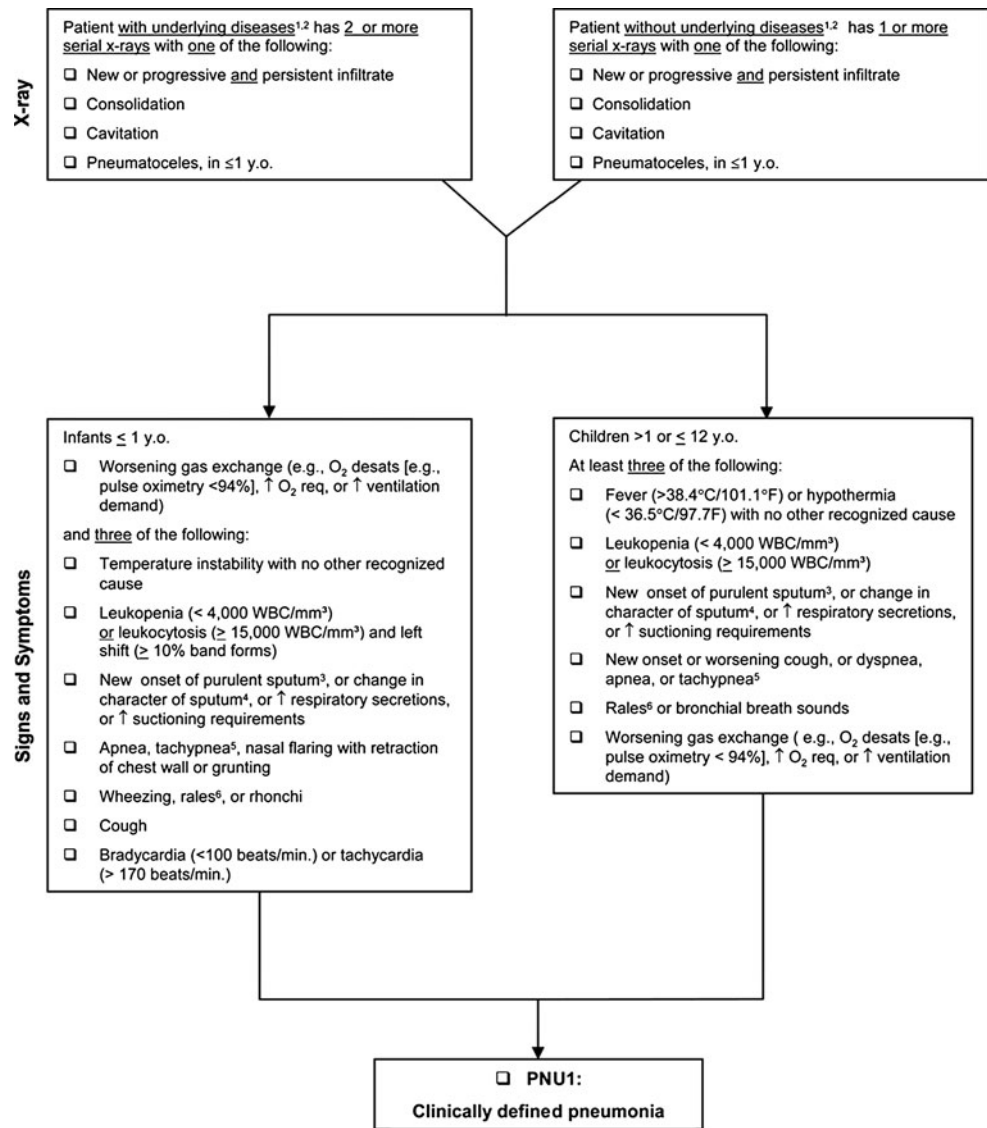 X-ray
Patient with underlying diseases¹,² has 2 or more
serial x-rays with one of the following:
❑ New or progressive and persistent infiltrate
❑ Consolidation
❑ Cavitation
❑ Pneumatoceles, in ≤1 y.o.
Patient without underlying diseases¹,² has 1 or more
serial x-rays with one of the following:
❑ New or progressive and persistent infiltrate
❑ Consolidation
❑ Cavitation
❑ Pneumatoceles, in ≤1 y.o.
Signs and Symptoms
Infants ≤ 1 y.o.
❑ Worsening gas exchange (e.g., O₂ desats [e.g.,
pulse oximetry <94%], ↑ O₂ req, or ↑ ventilation
demand)
and three of the following:
❑ Temperature instability with no other recognized
cause
❑ Leukopenia (< 4,000 WBC/mm³)
or leukocytosis (≥ 15,000 WBC/mm³) and left
shift (≥ 10% band forms)
❑ New onset of purulent sputum³, or change in
character of sputum⁴, or ↑ respiratory secretions,
or ↑ suctioning requirements
❑ Apnea, tachypnea⁵, nasal flaring with retraction
of chest wall or grunting
❑ Wheezing, rales⁶, or rhonchi
❑ Cough
❑ Bradycardia (<100 beats/min.) or tachycardia
(> 170 beats/min.)
Children >1 or ≤ 12 y.o.
At least three of the following:
❑ Fever (>38.4°C/101.1°F) or hypothermia
(< 36.5°C/97.7F) with no other recognized cause
❑ Leukopenia (< 4,000 WBC/mm³)
or leukocytosis (≥ 15,000 WBC/mm³)
❑ New onset of purulent sputum³, or change in
character of sputum⁴, or ↑ respiratory secretions,
or ↑ suctioning requirements
❑ New onset or worsening cough, or dyspnea,
apnea, or tachypnea⁵
❑ Rales⁶ or bronchial breath sounds
❑ Worsening gas exchange ( e.g., O₂ desats [e.g.,
pulse oximetry < 94%], ↑ O₂ req, or ↑ ventilation
demand)
❑ PNU1:
Clinically defined pneumonia